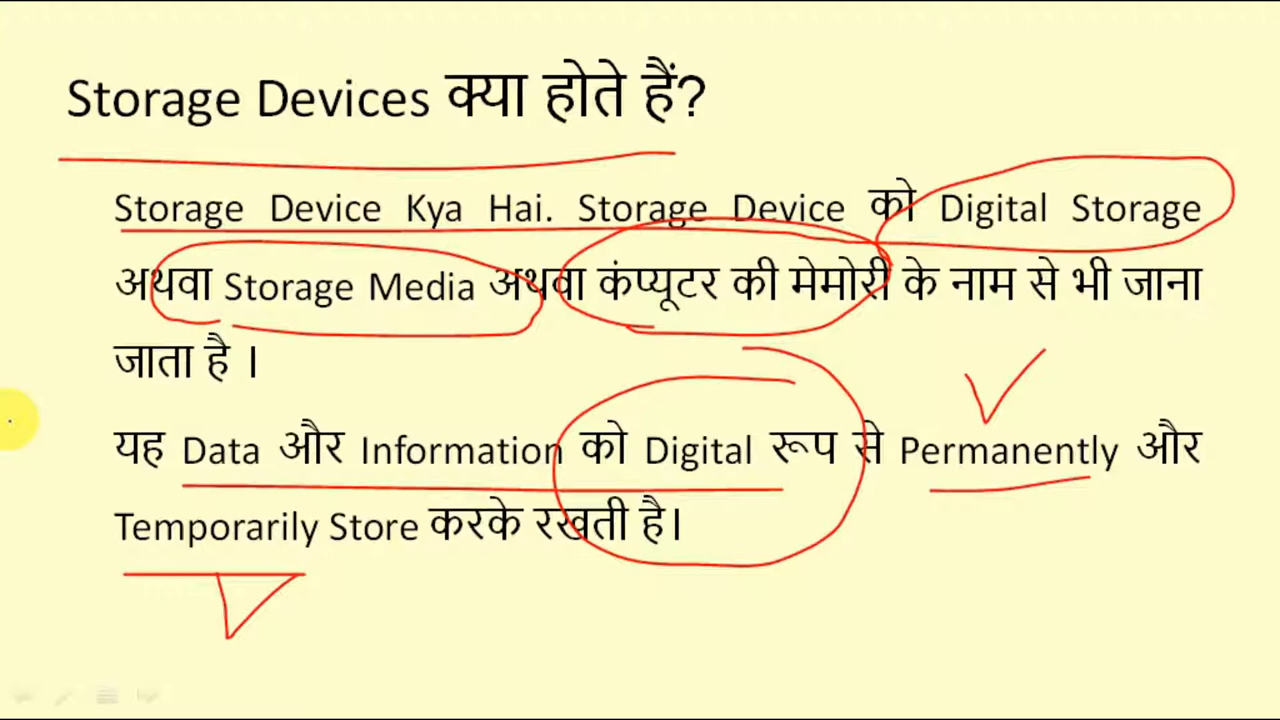 Storage Devices क्या होते हैं?
Storage Device Kya Hai. Storage Device को Digital Storage
अथवा Storage Media अथवा कंप्यूटर की मेमोरी के नाम से भी जाना
जाता है ।
यह Data और Information को Digital रूप से Permanently और
Temporarily Store करके रखती है।